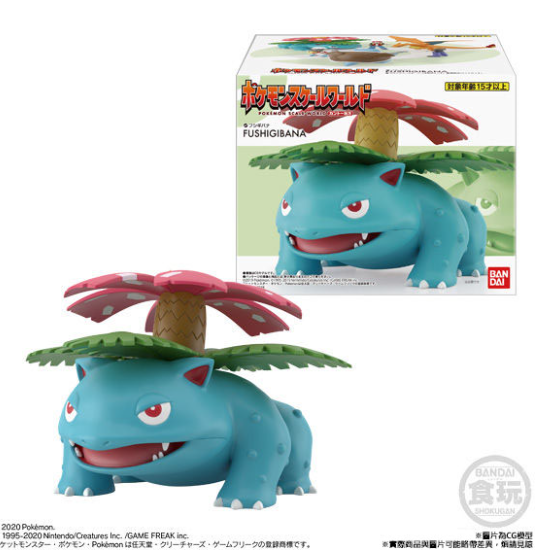 ポケモンスケールワールド
POKEMON SCALE WORLD
対象年齢15才以上
フシギバナ
FUSHIGIBANA
BAN
DAI
BANDAI
食玩
SHOKUGAN
2020 Pokémon.
1995-2020 Nintendo/Creatures Inc. /GAME FREAK inc.
ケットモンスター・ポケモン・Pokémonは任天堂・クリーチャーズ・ゲームフリークの登録商標です。
※圖片為CG模型
※實際商品與圖片可能略帶差異，煩請見諒